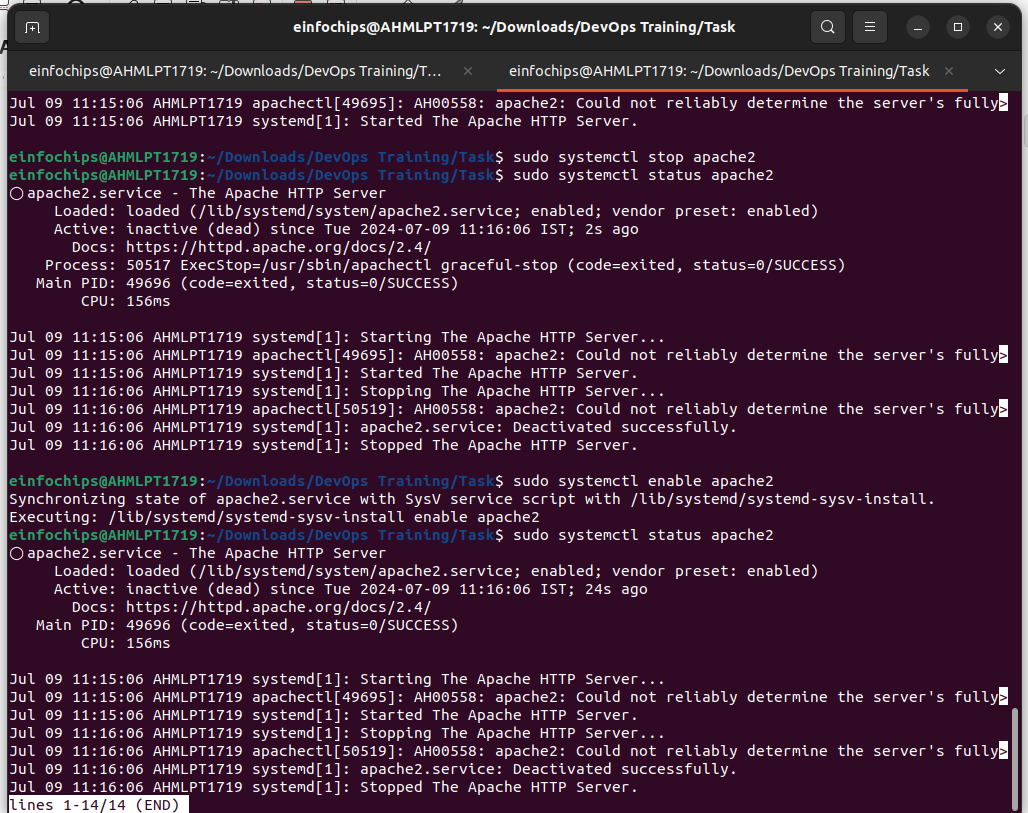 einfochips@AHMLPT1719: ~/Downloads/DevOps Training/Task
einfochips@AHMLPT1719: ~/Downloads/DevOps Training/T...
einfochips@AHMLPT1719: ~/Downloads/DevOps Training/Task
Jul 09 11:15:06 AHMLPT1719 apachectl[49695]: AH00558: apache2: Could not reliably determine the server's fully>
Jul 09 11:15:06 AHMLPT1719 systemd[1]: Started The Apache HTTP Server.
einfochips@AHMLPT1719:~/Downloads/DevOps Training/Task$ sudo systemctl stop apache2
einfochips@AHMLPT1719:~/Downloads/DevOps Training/Task$ sudo systemctl status apache2
○ apache2.service - The Apache HTTP Server
Loaded: loaded (/lib/systemd/system/apache2.service; enabled; vendor preset: enabled)
Active: inactive (dead) since Tue 2024-07-09 11:16:06 IST; 2s ago
Docs: https://httpd.apache.org/docs/2.4/
Process: 50517 ExecStop=/usr/sbin/apachectl graceful-stop (code=exited, status=0/SUCCESS)
Main PID: 49696 (code=exited, status=0/SUCCESS)
CPU: 156ms
Jul 09 11:15:06 AHMLPT1719 systemd[1]: Starting The Apache HTTP Server...
Jul 09 11:15:06 AHMLPT1719 apachectl[49695]: AH00558: apache2: Could not reliably determine the server's fully>
Jul 09 11:15:06 AHMLPT1719 systemd[1]: Started The Apache HTTP Server.
Jul 09 11:16:06 AHMLPT1719 systemd[1]: Stopping The Apache HTTP Server...
Jul 09 11:16:06 AHMLPT1719 apachectl[50519]: AH00558: apache2: Could not reliably determine the server's fully>
Jul 09 11:16:06 AHMLPT1719 systemd[1]: apache2.service: Deactivated successfully.
Jul 09 11:16:06 AHMLPT1719 systemd[1]: Stopped The Apache HTTP Server.
einfochips@AHMLPT1719:~/Downloads/DevOps Training/Task$ sudo systemctl enable apache2
Synchronizing state of apache2.service with SysV service script with /lib/systemd/systemd-sysv-install.
Executing: /lib/systemd/systemd-sysv-install enable apache2
einfochips@AHMLPT1719:~/Downloads/DevOps Training/Task$ sudo systemctl status apache2
○ apache2.service - The Apache HTTP Server
Loaded: loaded (/lib/systemd/system/apache2.service; enabled; vendor preset: enabled)
Active: inactive (dead) since Tue 2024-07-09 11:16:06 IST; 24s ago
Docs: https://httpd.apache.org/docs/2.4/
Main PID: 49696 (code=exited, status=0/SUCCESS)
CPU: 156ms
Jul 09 11:15:06 AHMLPT1719 systemd[1]: Starting The Apache HTTP Server...
Jul 09 11:15:06 AHMLPT1719 apachectl[49695]: AH00558: apache2: Could not reliably determine the server's fully>
Jul 09 11:15:06 AHMLPT1719 systemd[1]: Started The Apache HTTP Server.
Jul 09 11:16:06 AHMLPT1719 systemd[1]: Stopping The Apache HTTP Server...
Jul 09 11:16:06 AHMLPT1719 apachectl[50519]: AH00558: apache2: Could not reliably determine the server's fully>
Jul 09 11:16:06 AHMLPT1719 systemd[1]: apache2.service: Deactivated successfully.
Jul 09 11:16:06 AHMLPT1719 systemd[1]: Stopped The Apache HTTP Server.
lines 1-14/14 (END)